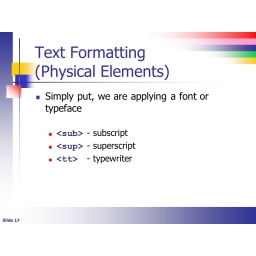 Text Formatting
(Physical Elements)
Simply put, we are applying a font or
typeface
<sub> - subscript
<sup> - superscript
<tt> - typewriter
Slide 17